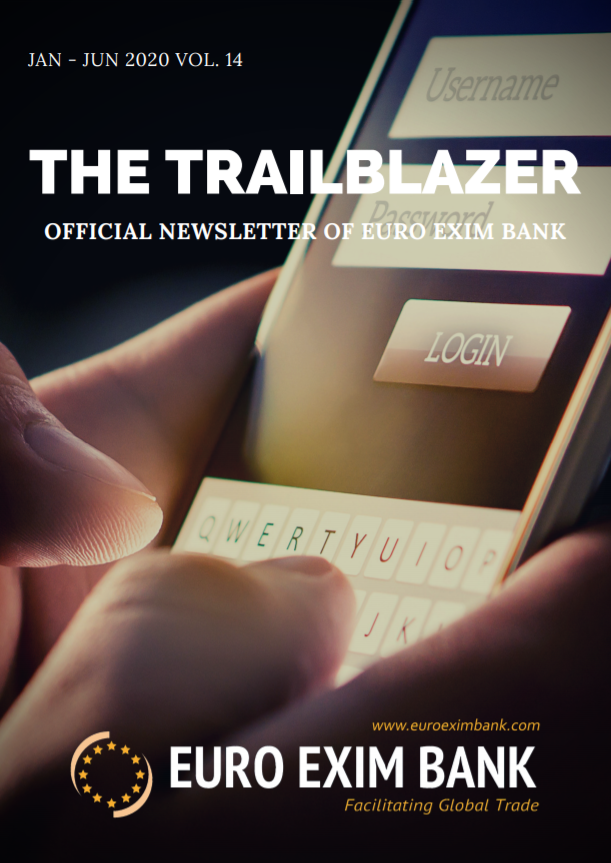 JAN - JUN 2020 VOL. 14
Username
THE TRAILBLAZER
Password
OFFICIAL NEWSLETTER OF EURO EXIM BANK
LOGIN
Q W E R T Y U I O P
J K
www.euroeximbank.com
EURO EXIM BANK
Facilitating Global Trade